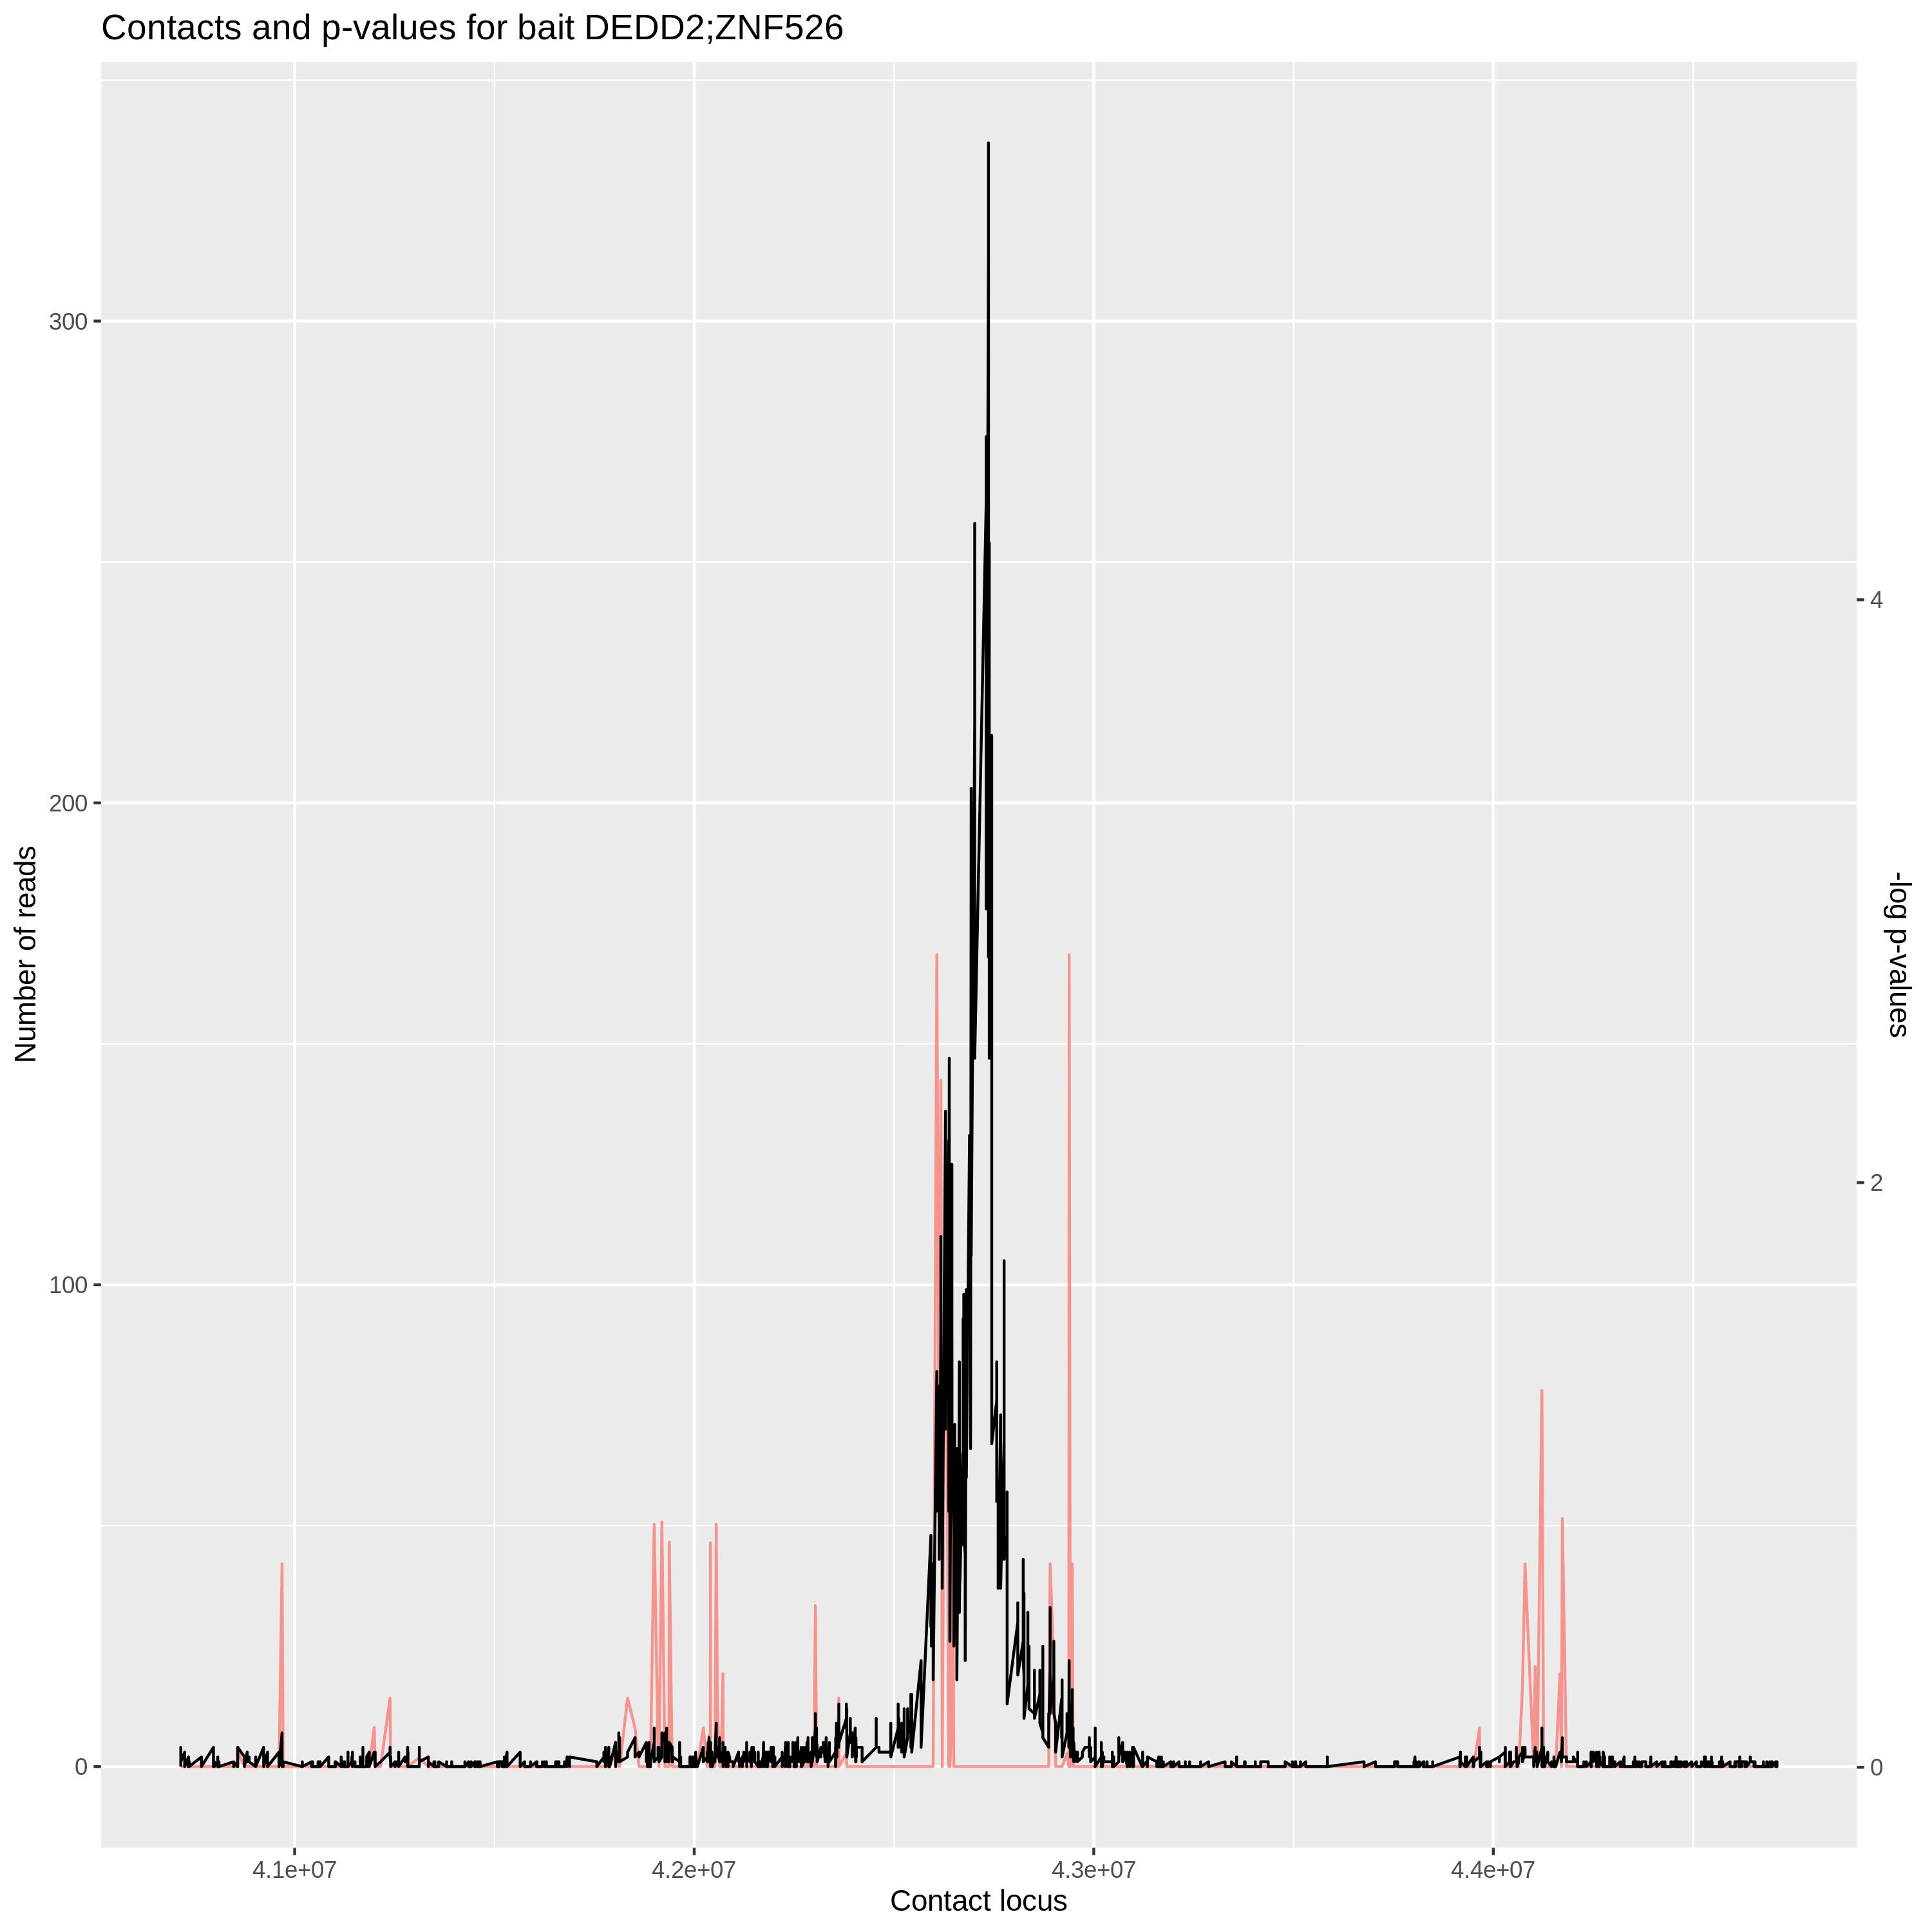 Contacts and p-values for bait DEDD2;ZNF526
300
200
100
0
Number of reads
4
2
0
-log p-values
4.1e+07
4.2e+07
4.3e+07
4.4e+07
Contact locus